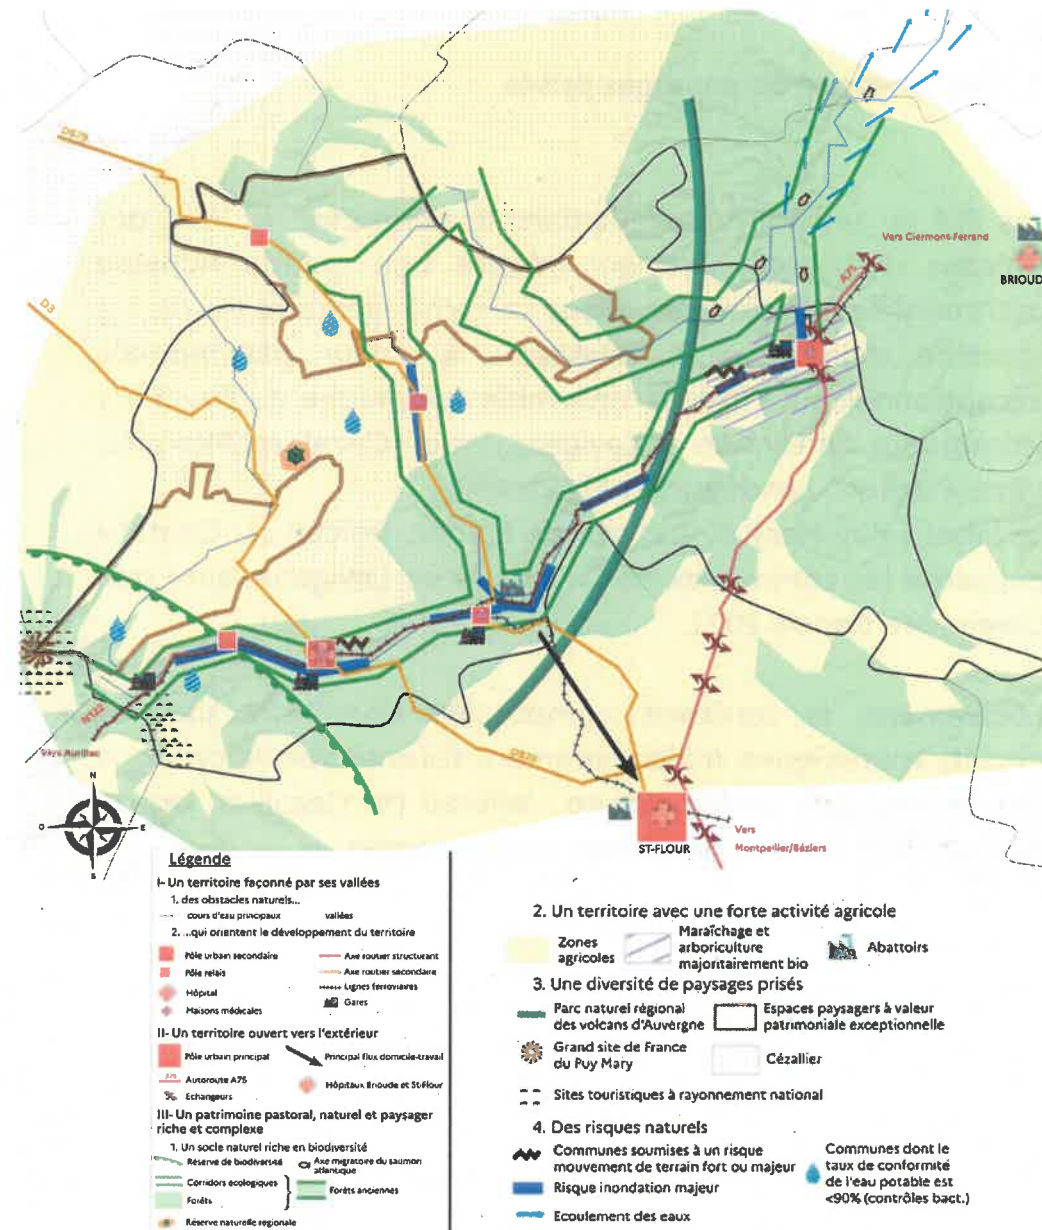 D679
D3
Vers Clermont-Ferrand
A75
BRIOUD
N122
Vers Aurillac
D679
N
O
E
S
ST-FLOUR
Vers
Montpellier/Béziers
Légende
I- Un territoire façonné par ses vallées
1. des obstacles naturels...
cours d'eau principaux
vallées
2. ...qui orientent le développement du territoire
Pôle urbain secondaire
Axe routier structurant
Pôle relais
Axe routier secondaire
Hôpital
Lignes ferroviaires
Maisons médicales
Gares
II- Un territoire ouvert vers l'extérieur
Pôle urbain principal
Principal flux domicile-travail
A75
Autoroute A75
Hôpitaux Brioude et St-Flour
Echangeurs
III- Un patrimoine pastoral, naturel et paysager
riche et complexe
1. Un socle naturel riche en biodiversité
Réserve de biodiversité
Axe migratoire du saumon
atlantique
Corridors écologiques
Forêts anciennes
Forêts
Réserve naturelle regionale
2. Un territoire avec une forte activité agricole
Zones
agricoles
Maraîchage et
arboriculture
majoritairement bio
Abattoirs
3. Une diversité de paysages prisés
Parc naturel régional
des volcans d'Auvergne
Espaces paysagers à valeur
patrimoniale exceptionnelle
Grand site de France
du Puy Mary
Cézallier
Sites touristiques à rayonnement national
4. Des risques naturels
Communes soumises à un risque
mouvement de terrain fort ou majeur
Communes dont le
taux de conformité
de l'eau potable est
<90% (contrôles bact.)
Risque inondation majeur
Ecoulement des eaux